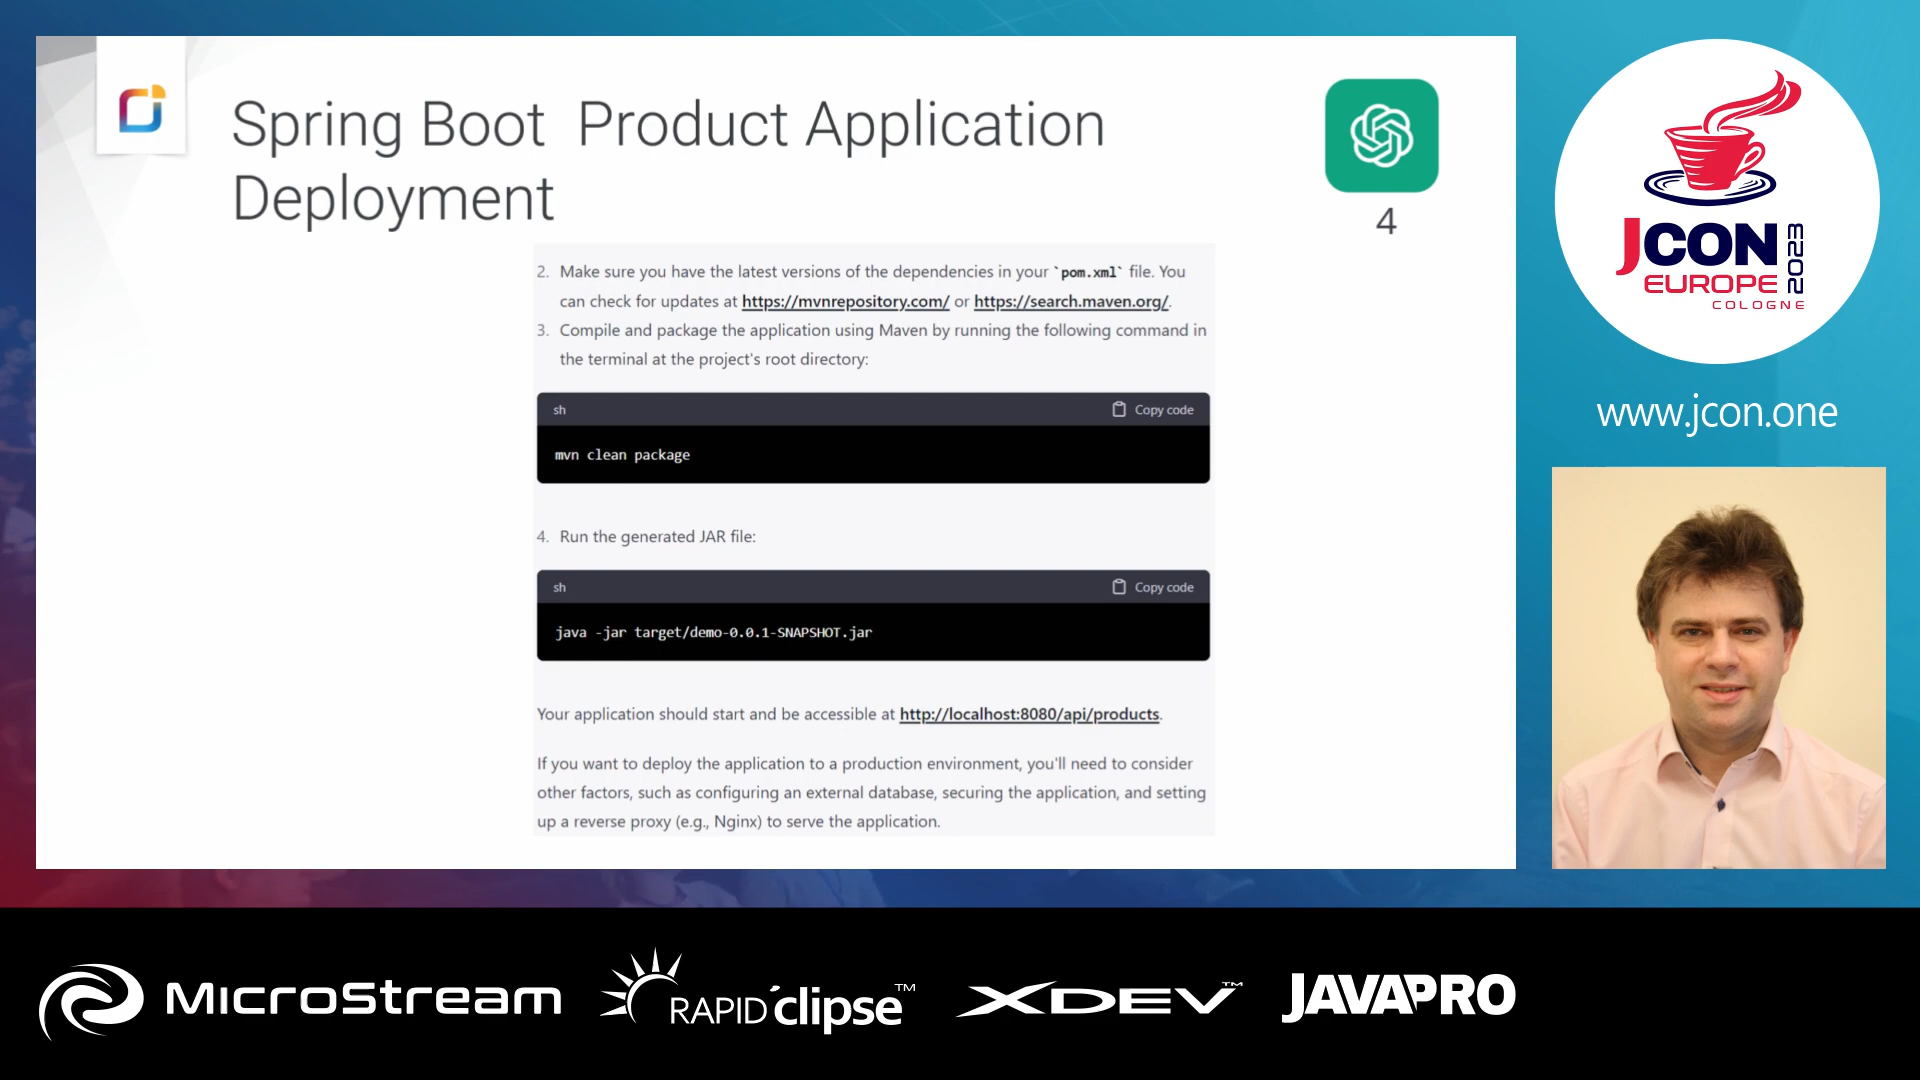 Spring Boot Product Application
Deployment
4
2. Make sure you have the latest versions of the dependencies in your `pom.xml` file. You
can check for updates at https://mvnrepository.com/ or https://search.maven.org/.
3. Compile and package the application using Maven by running the following command in
the terminal at the project's root directory:
sh Copy code
mvn clean package
4. Run the generated JAR file:
sh Copy code
java -jar target/demo-0.0.1-SNAPSHOT.jar
Your application should start and be accessible at http://localhost:8080/api/products.
If you want to deploy the application to a production environment, you'll need to consider
other factors, such as configuring an external database, securing the application, and setting
up a reverse proxy (e.g., Nginx) to serve the application.
JCON
EUROPE
COLOGNE
2023
www.jcon.one
MicroStream
RAPID'clipse™
XDEV™
JAVAPRO